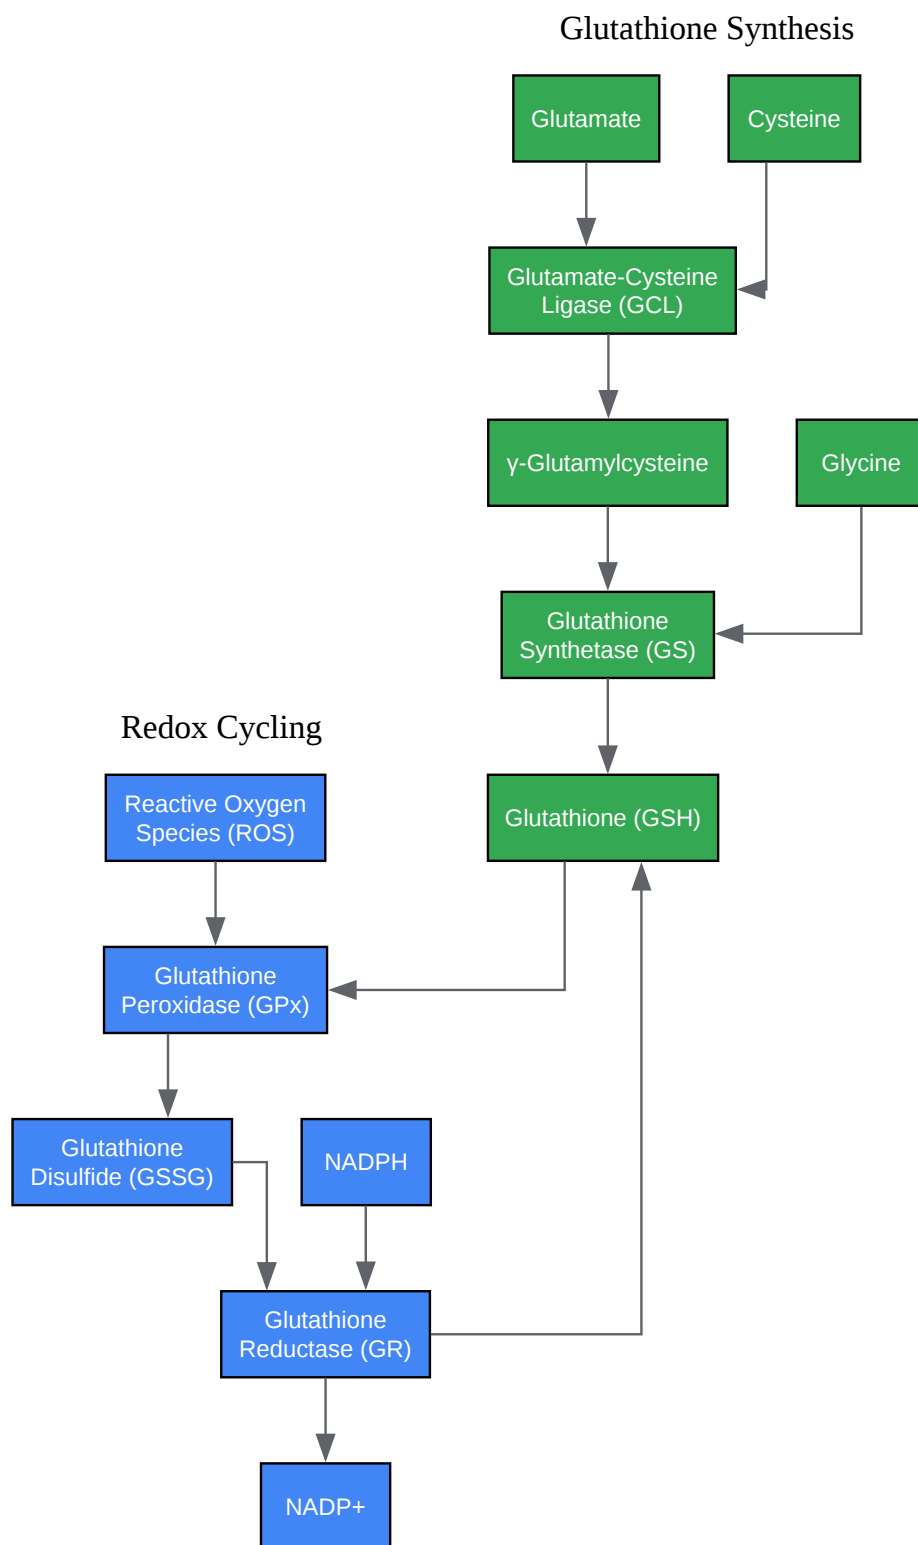 Glutathione Synthesis
Glutamate
Cysteine
Glutamate-Cysteine
Ligase (GCL)
γ-Glutamylcysteine
Glycine
Glutathione
Synthetase (GS)
Redox Cycling
Reactive Oxygen
Species (ROS)
Glutathione (GSH)
Glutathione
Peroxidase (GPx)
Glutathione
Disulfide (GSSG)
NADPH
Glutathione
Reductase (GR)
NADP+